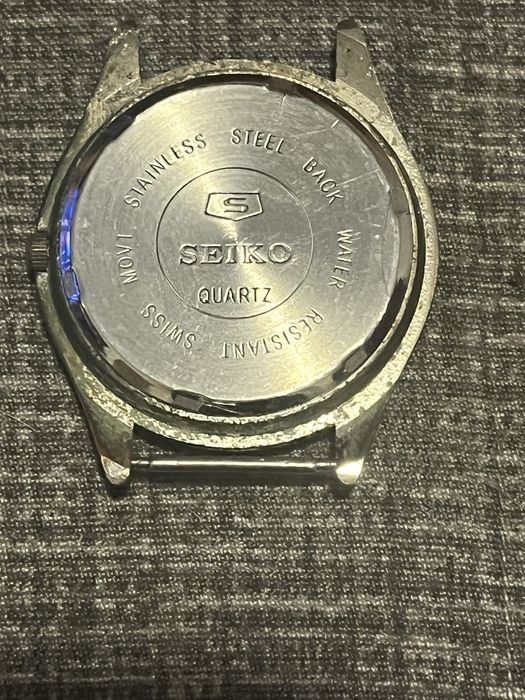 STAINLESS STEEL BACK WATER RESISTANT SWISS MOVT
S
SEIKO
QUARTZ